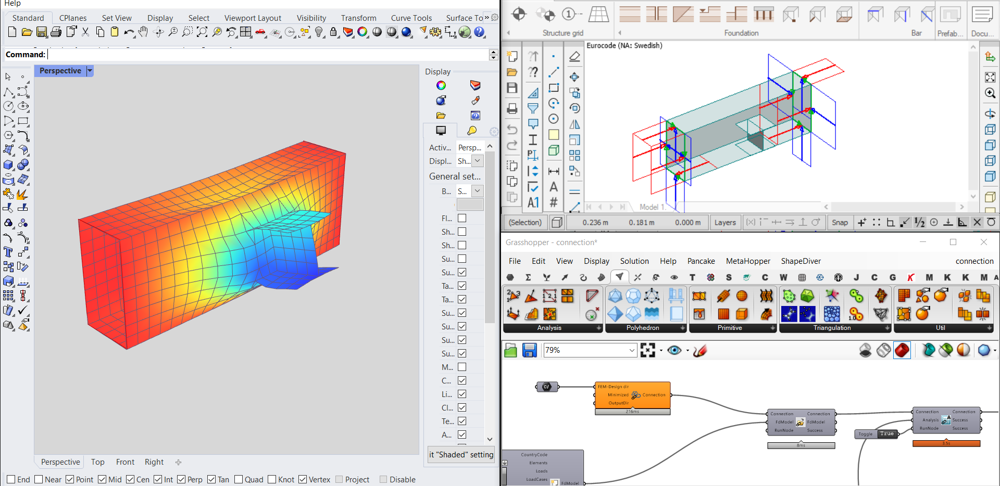 Help
Standard CPlanes Set View Display Select Viewport Layout Visibility Transform Curve Tools Surface To »
Command:
Perspective
Display
Activ... Persp...
Displ... Sh...
General set...
B... S...
Fl...
Sh...
Sh...
Su...
Su...
Ta...
Ta...
Su...
Su...
Su...
Su...
M...
C...
Li...
Cl...
Te...
A...
it "Shaded" setting
Perspective Top Front Right
End Near Point Mid Cen Int Perp Tan Quad Knot Vertex Project Disable
Structure grid Foundation Bar Prefab... Docu...
Eurocode (NA: Swedish)
Model 1.
(Selection) 0.236 m 0.181 m 0.000 m Layers Snap 1/2
Grasshopper - connection*
File Edit View Display Solution Help Pancake MetaHopper ShapeDiver connection
T S C W J C G K M K K M A
Analysis Polyhedron Primitive Triangulation Util
79%
C/
FEM-Design dir
Minimized Connection
OutputDir
216ms
Connection Connection
FdModel FdModel
RunNode Success
8ms
Toggle True
Connection Connection
Analysis Success
RunNode Success
3.5s
CountryCode
Elements
Loads
LoadCases FdModel